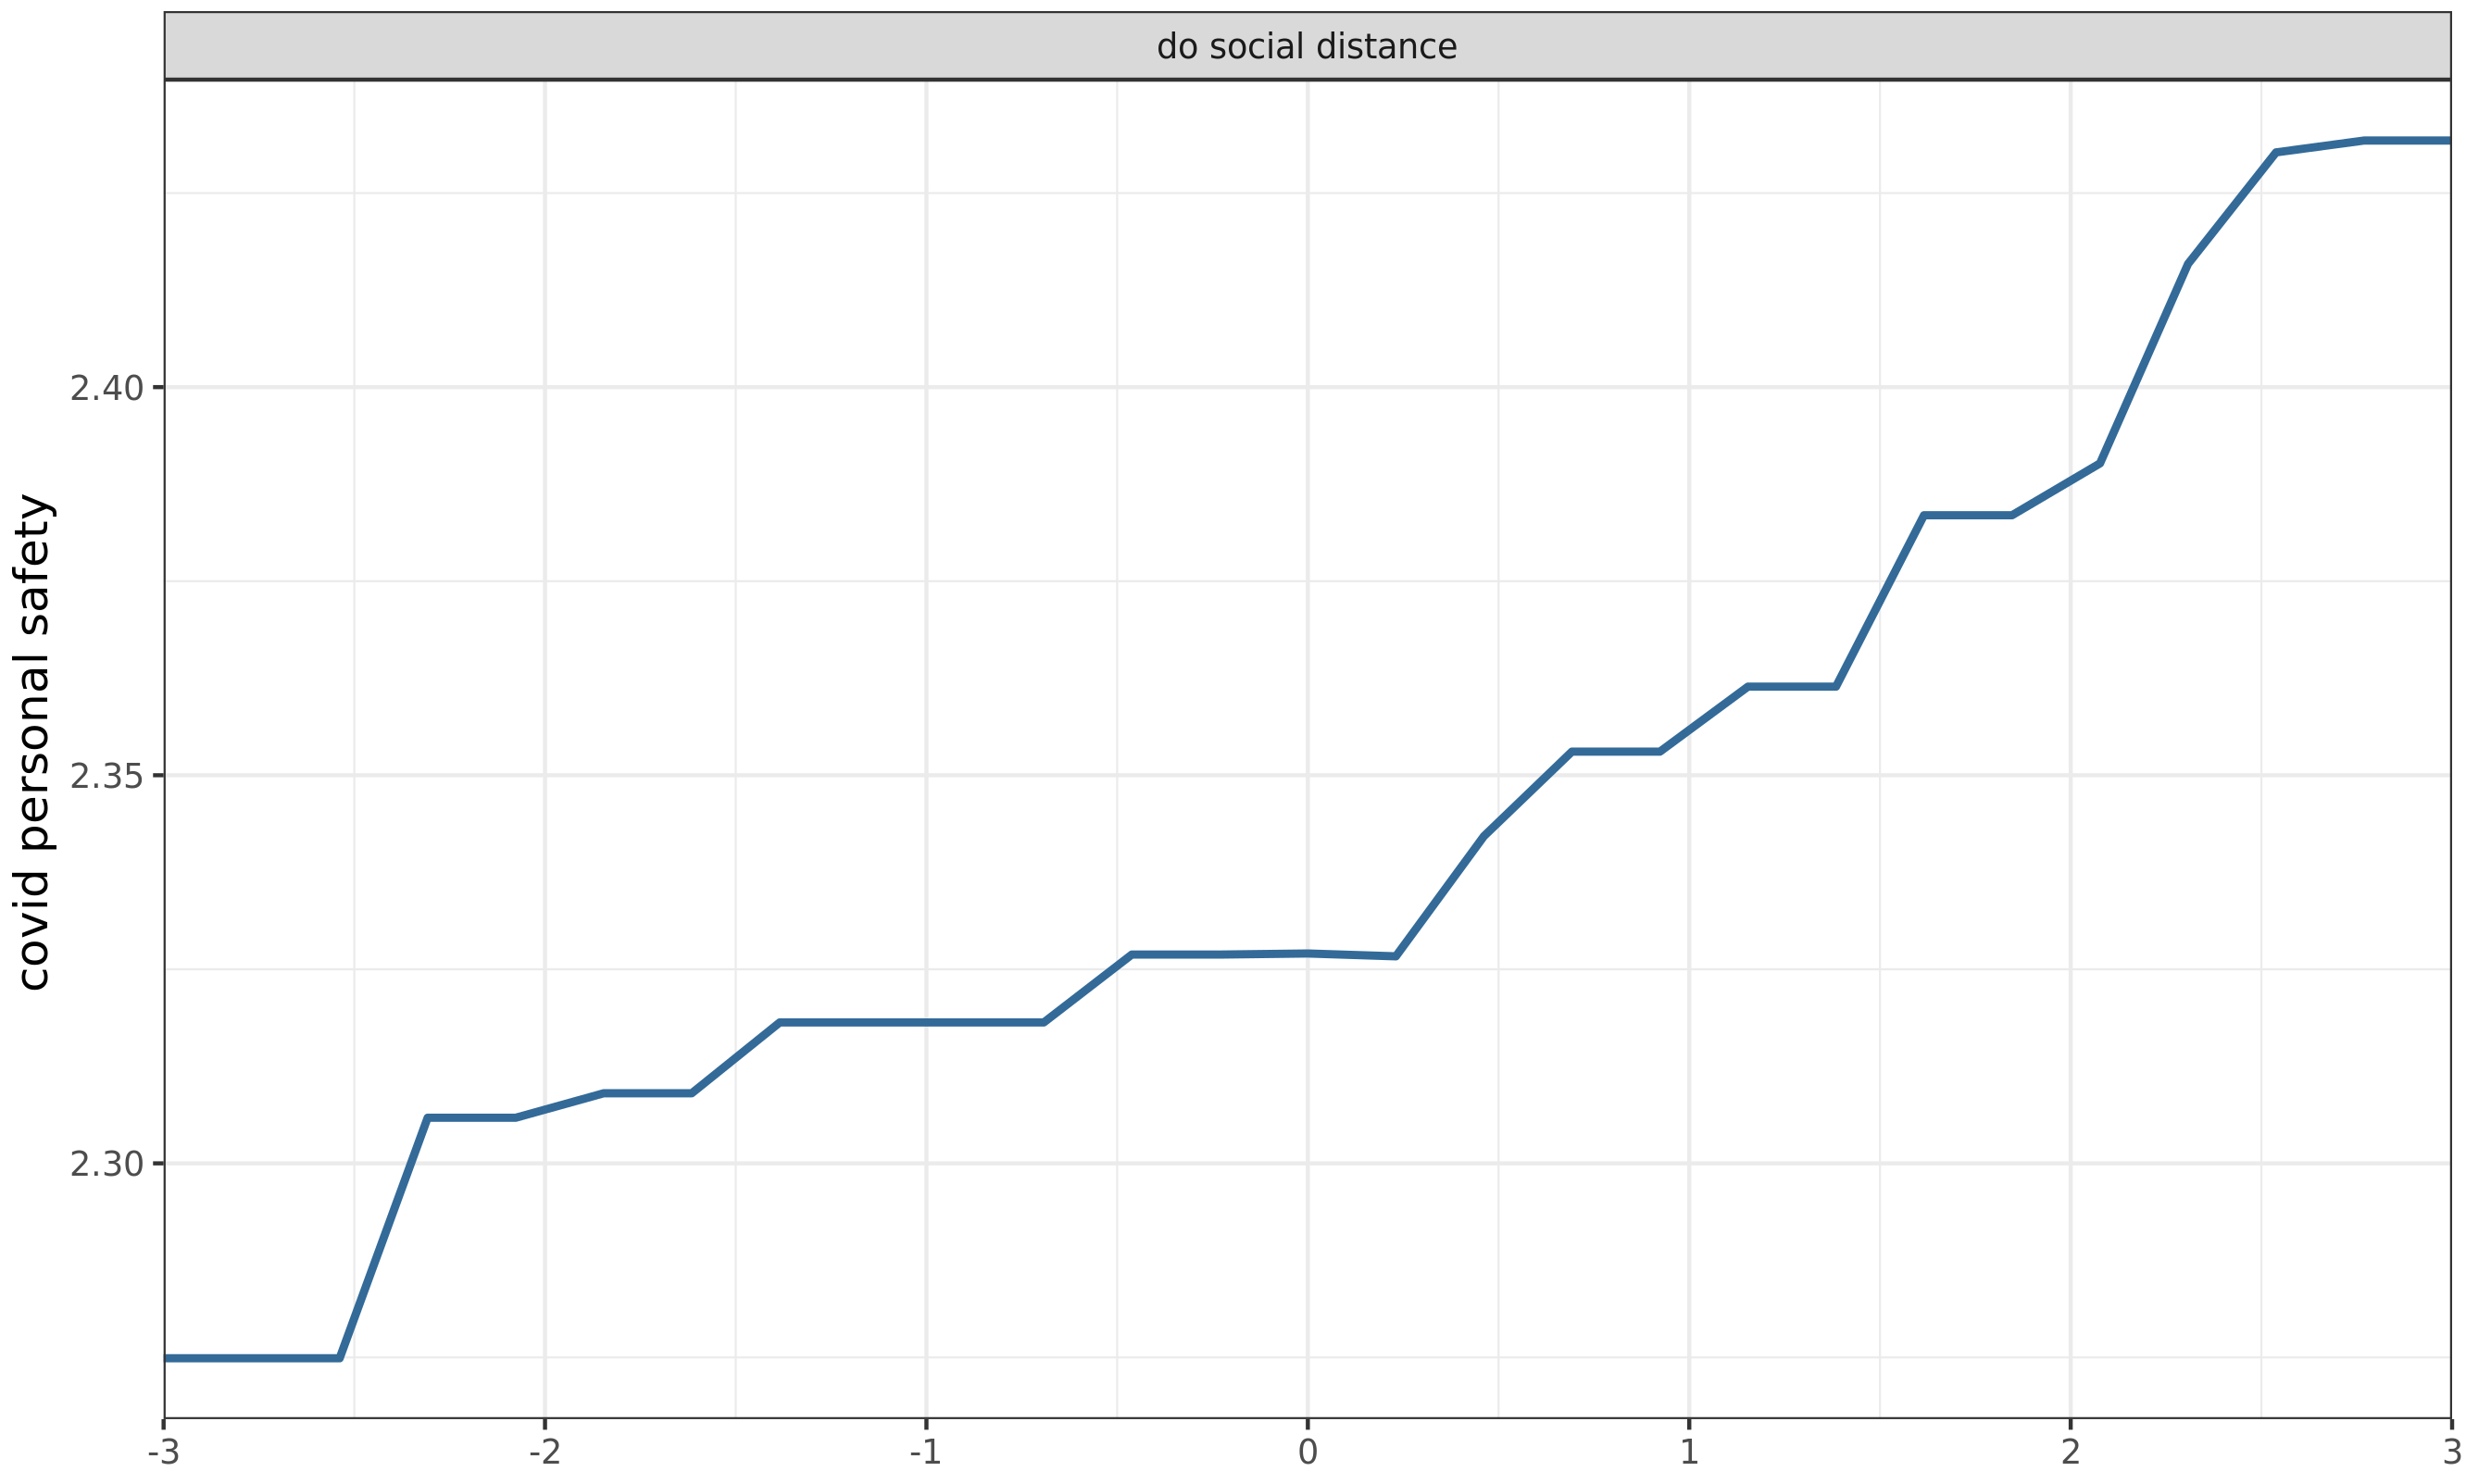 do social distance
covid personal safety
2.40
2.35
2.30
-3 -2 -1 0 1 2 3